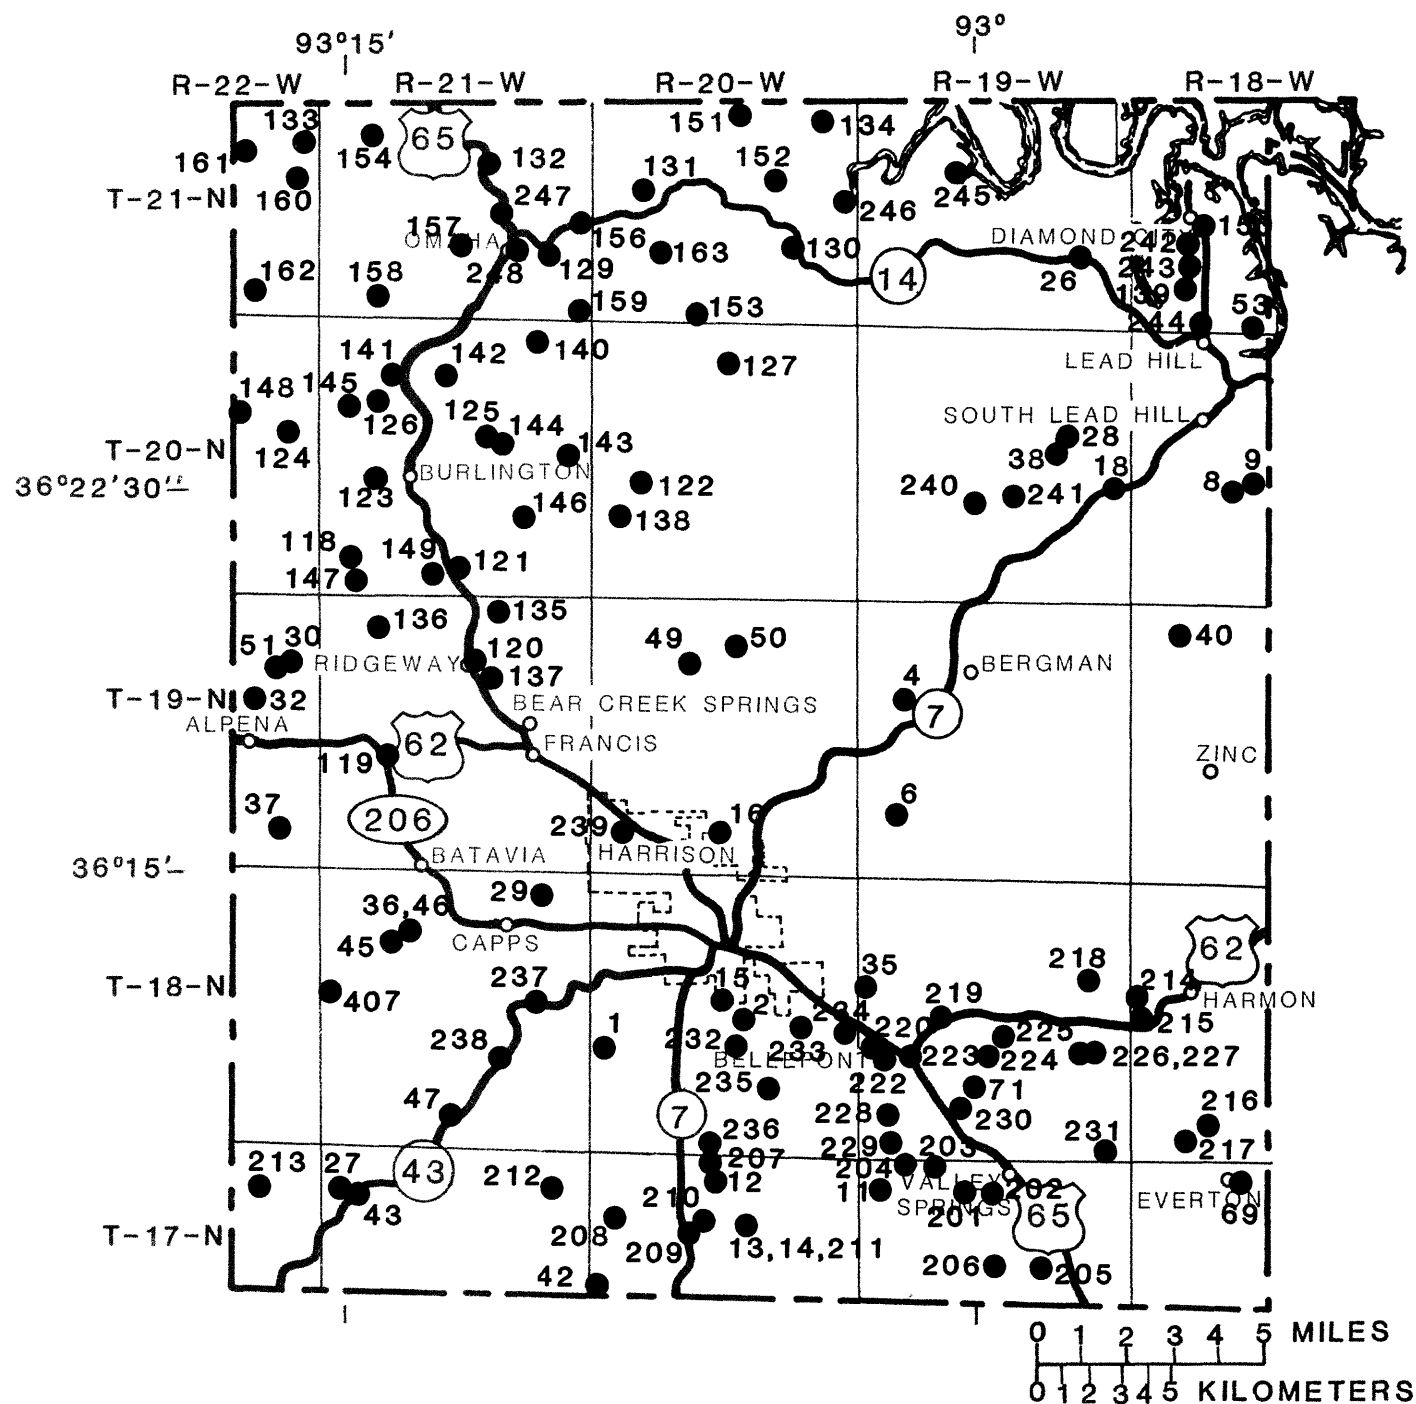 93°15′ 93°
R-22-W R-21-W R-20-W R-19-W R-18-W
133 65 151 134
161 154 132 131 152
T-21-N 160 247 246 245
157 OMAHA 156 163 130 DIAMOND CITY
248 129 14 26 242
162 158 243
159 153 139 53
141 142 140 127 244
LEAD HILL
148 145 125 144 SOUTH LEAD HILL
126 143 28
T-20-N 124 38
BURLINGTON 18 9
36°22′30″ 123 122 240 241 8
146 138
118 149 121
147
136 135
51 30 120 49 50 40
RIDGEWAY BERGMAN
137 4
T-19-N 32 BEAR CREEK SPRINGS 7
ALPENA
62 FRANCIS ZINC
119
37 206 239 16 6
BATAVIA HARRISON
36°15′
29
36,46
45 CAPPS 62
237 35 218
T-18-N 407 15 214 HARMON
219
1 2 234 215
238 232 233 220 225
BELLEFONT 223 224 226,227
235 222 71
47 7 228 230 216
236 229 203 231 217
43 207 204
213 27 212 12 11 VALLEY 202
43 210 SPRINGS EVERTON
201 65 69
T-17-N 208 209 13,14,211
206 205
42
0 1 2 3 4 5 MILES
0 1 2 3 4 5 KILOMETERS